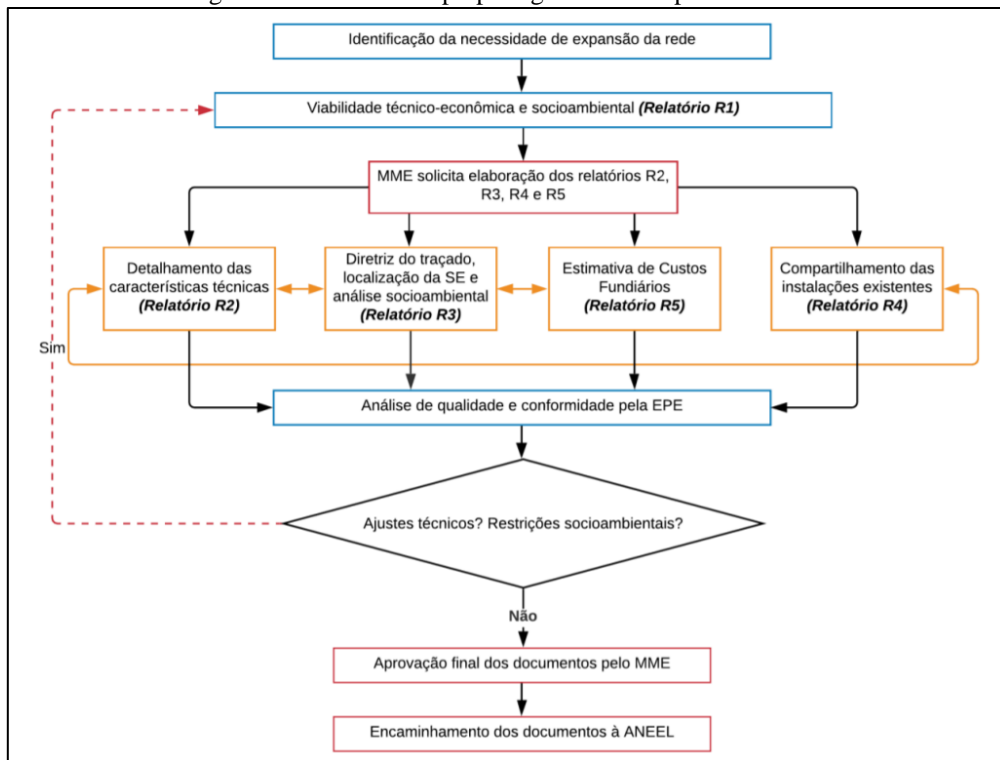 Identificação da necessidade de expansão da rede
Viabilidade técnico-econômica e socioambiental (Relatório R1)
MME solicita elaboração dos relatórios R2,
R3, R4 e R5
Detalhamento das
características técnicas
(Relatório R2)
Diretriz do traçado,
localização da SE e
análise socioambiental
(Relatório R3)
Estimativa de Custos
Fundiários
(Relatório R5)
Compartilhamento das
instalações existentes
(Relatório R4)
Sim
Análise de qualidade e conformidade pela EPE
Ajustes técnicos? Restrições socioambientais?
Não
Aprovação final dos documentos pelo MME
Encaminhamento dos documentos à ANEEL